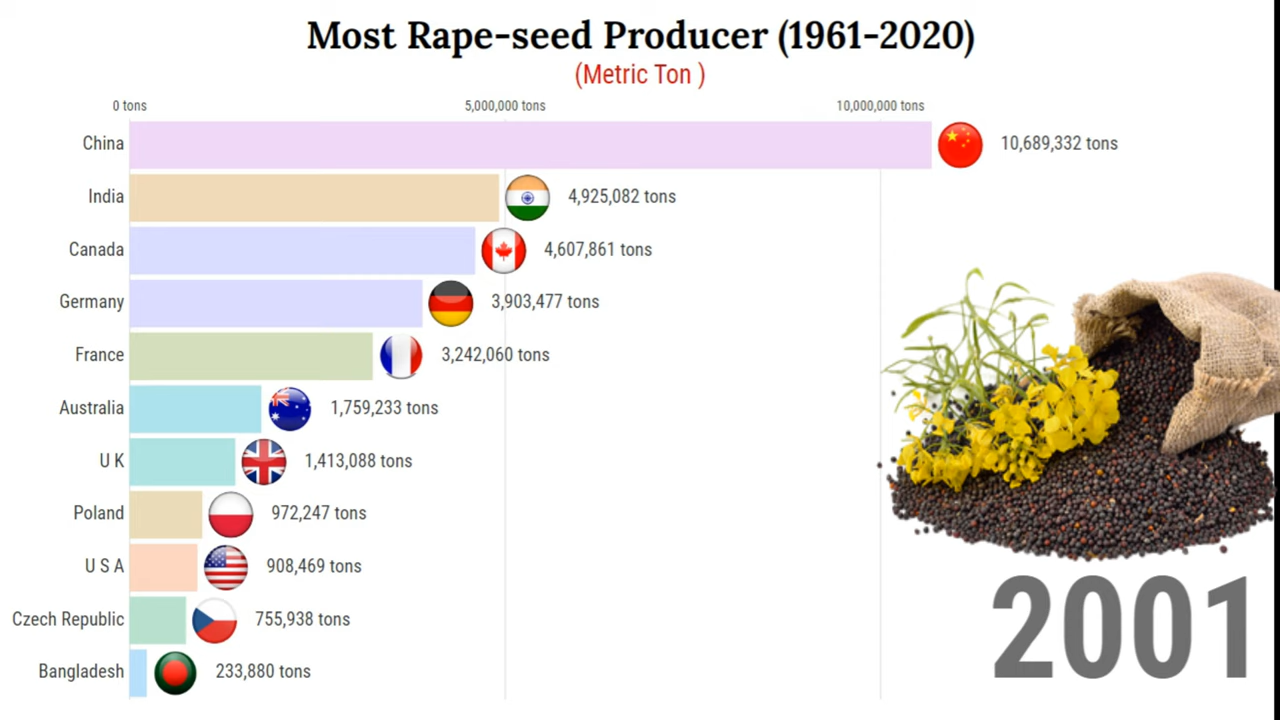 Most Rape-seed Producer (1961-2020)
(Metric Ton )
0 tons 5,000,000 tons 10,000,000 tons
China 10,689,332 tons
India 4,925,082 tons
Canada 4,607,861 tons
Germany 3,903,477 tons
France 3,242,060 tons
Australia 1,759,233 tons
U K 1,413,088 tons
Poland 972,247 tons
U S A 908,469 tons
Czech Republic 755,938 tons
Bangladesh 233,880 tons
2001